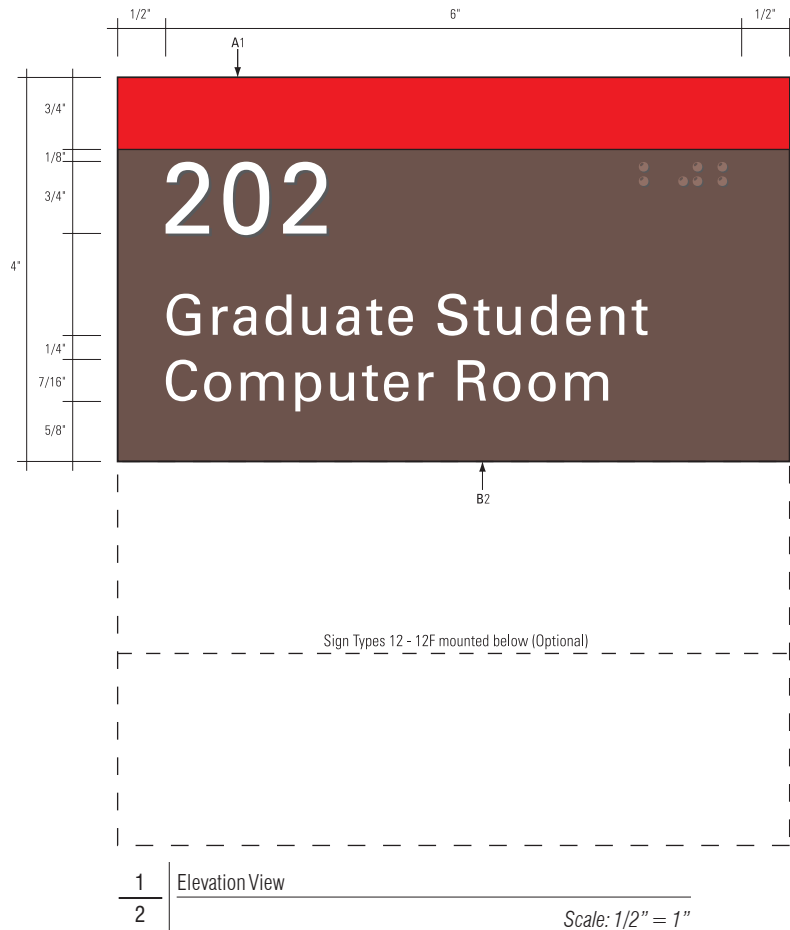 1/2" 6" 1/2"
A1
3/4"
1/8"
3/4"
4"
1/4"
7/16"
5/8"
202
Graduate Student
Computer Room
B2
Sign Types 12 - 12F mounted below (Optional)
1
2
Elevation View
Scale: 1/2” = 1”